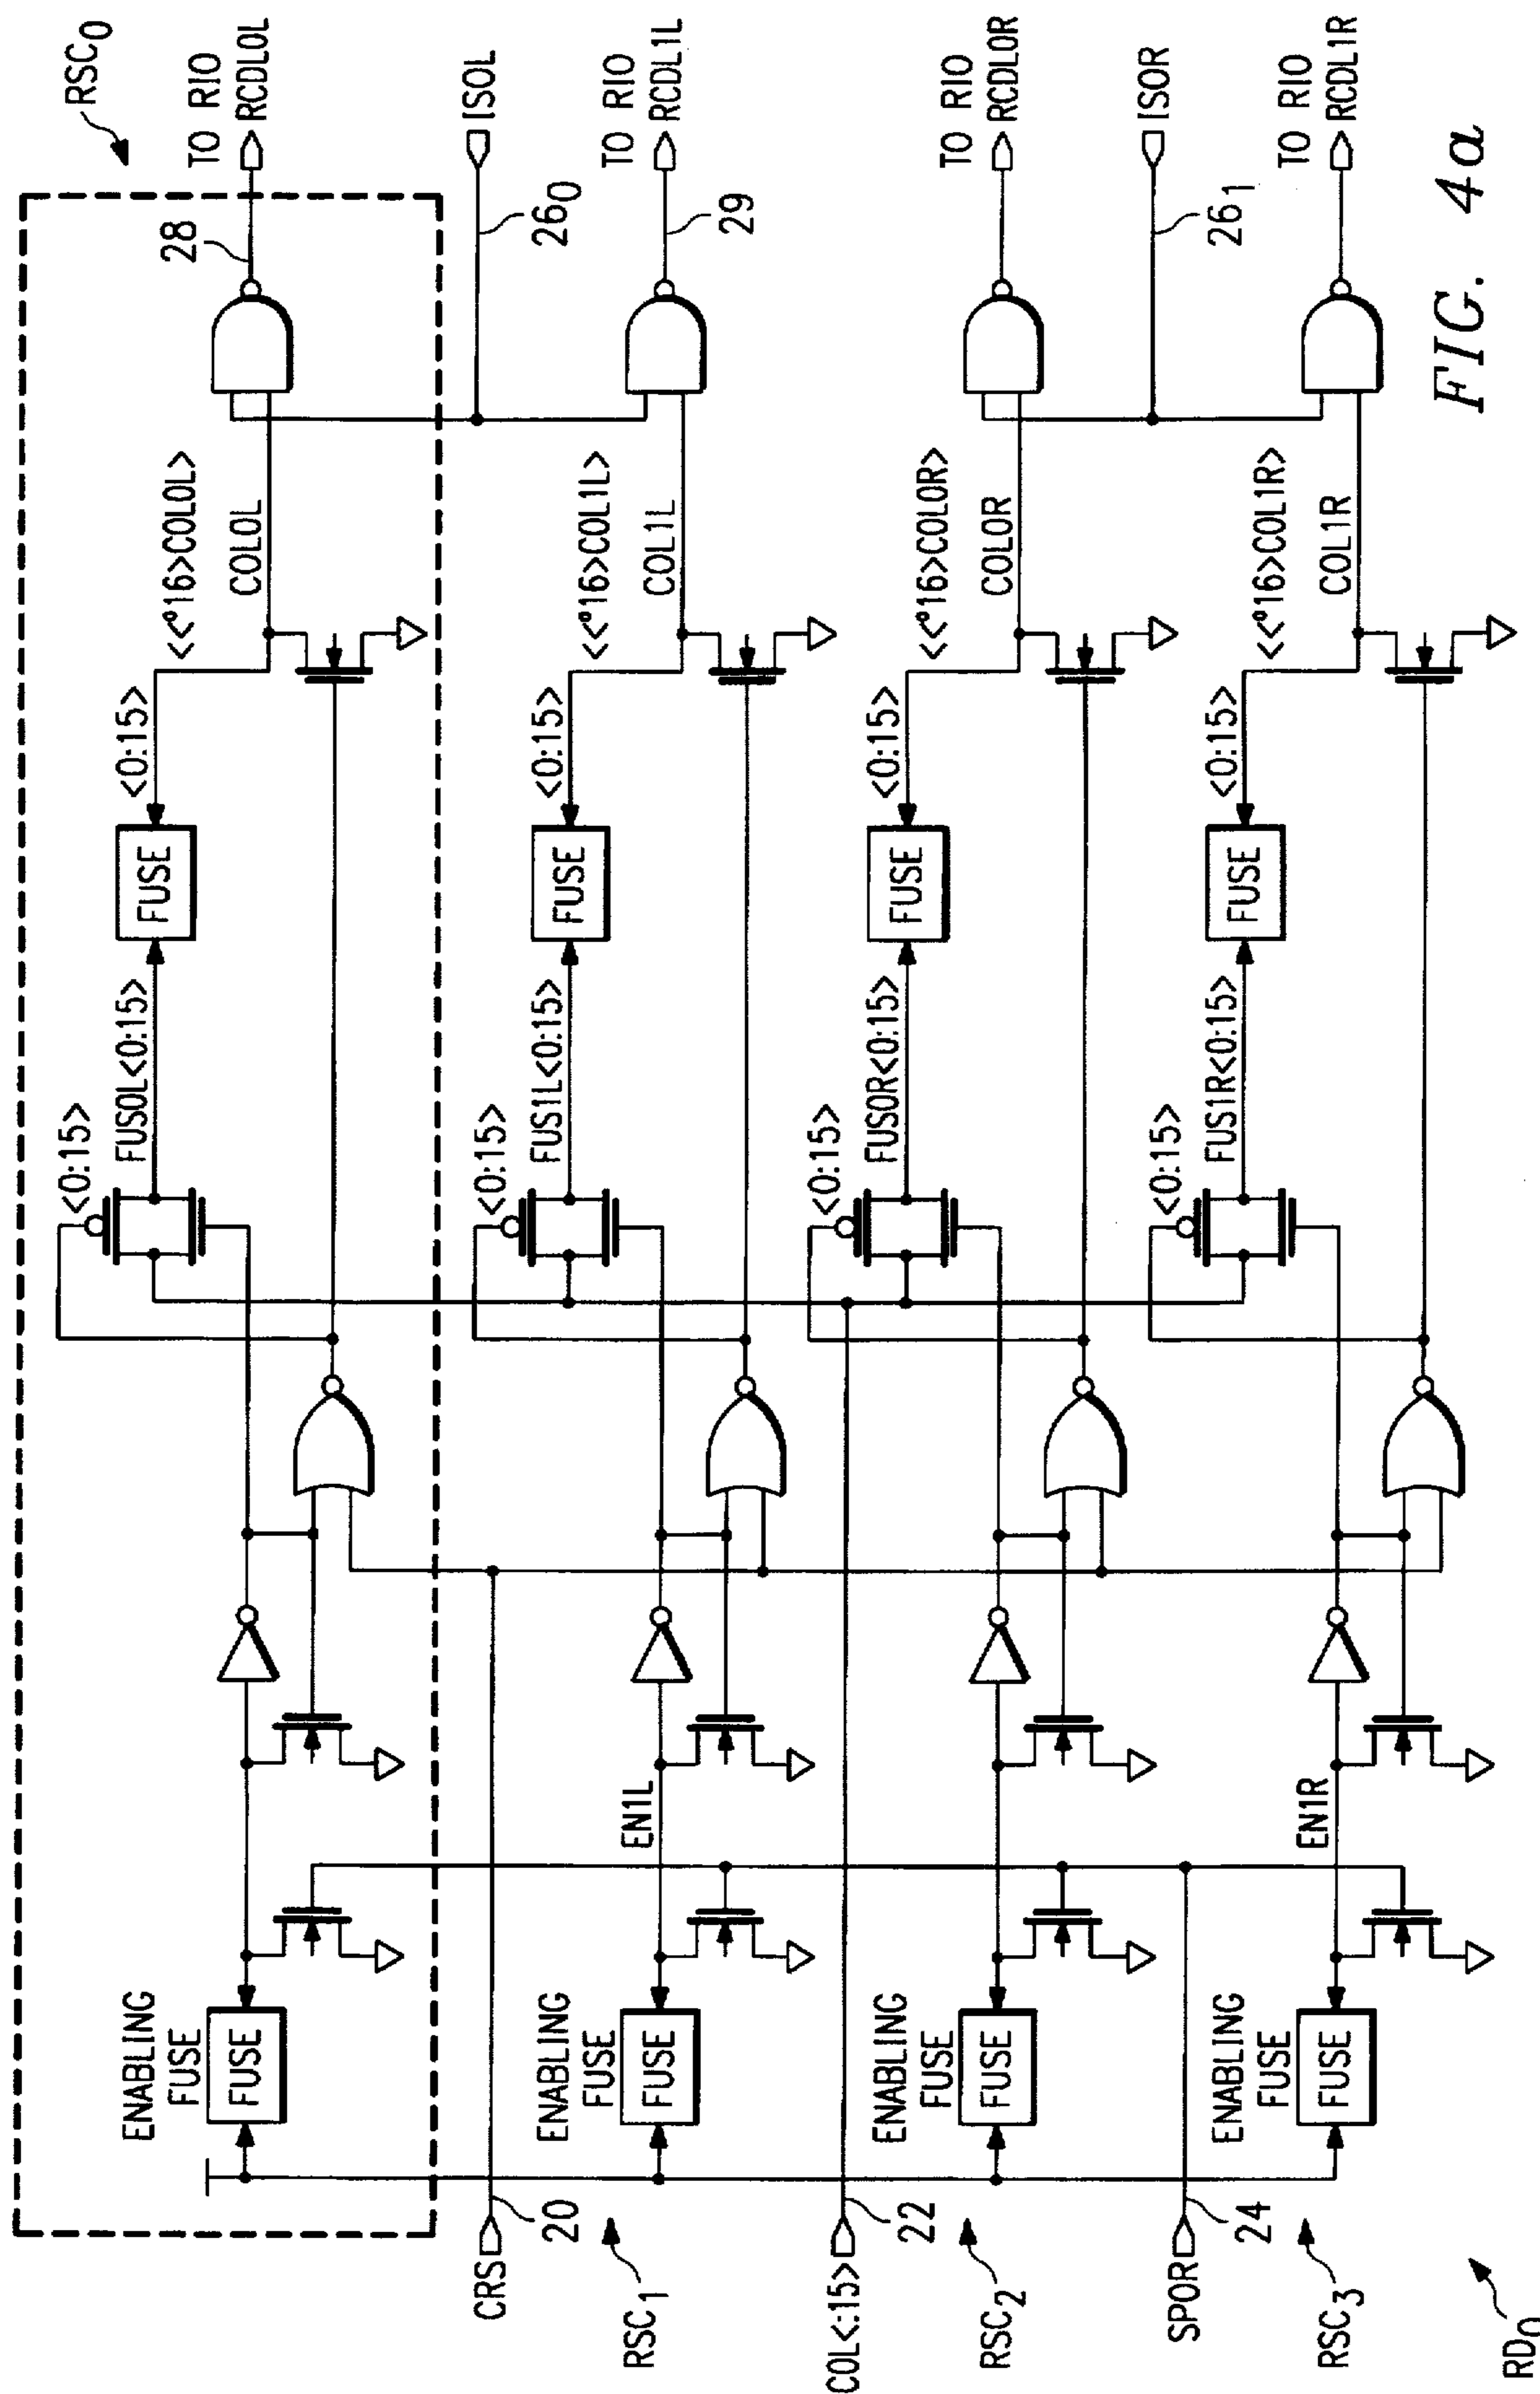 RSC0
ENABLING
FUSE
FUSE
<0:15>
FUS0L<0:15>
FUSE
<0:15>
<<*16>COL0L>
COL0L
28
TO RIO
RCDL0L
CRS
20
260
ISOL
RSC1
ENABLING
FUSE
FUSE
EN1L
<0:15>
FUS1L<0:15>
FUSE
<0:15>
<<*16>COL1L>
COL1L
29
TO RIO
RCDL1L
COL<:15>
22
RSC2
ENABLING
FUSE
FUSE
<0:15>
FUS0R<0:15>
FUSE
<0:15>
<<*16>COL0R>
COL0R
TO RIO
RCDL0R
SPOR
24
261
ISOR
RSC3
ENABLING
FUSE
FUSE
EN1R
<0:15>
FUS1R<0:15>
FUSE
<0:15>
<<*16>COL1R>
COL1R
TO RIO
RCDL1R
RD0
FIG. 4a